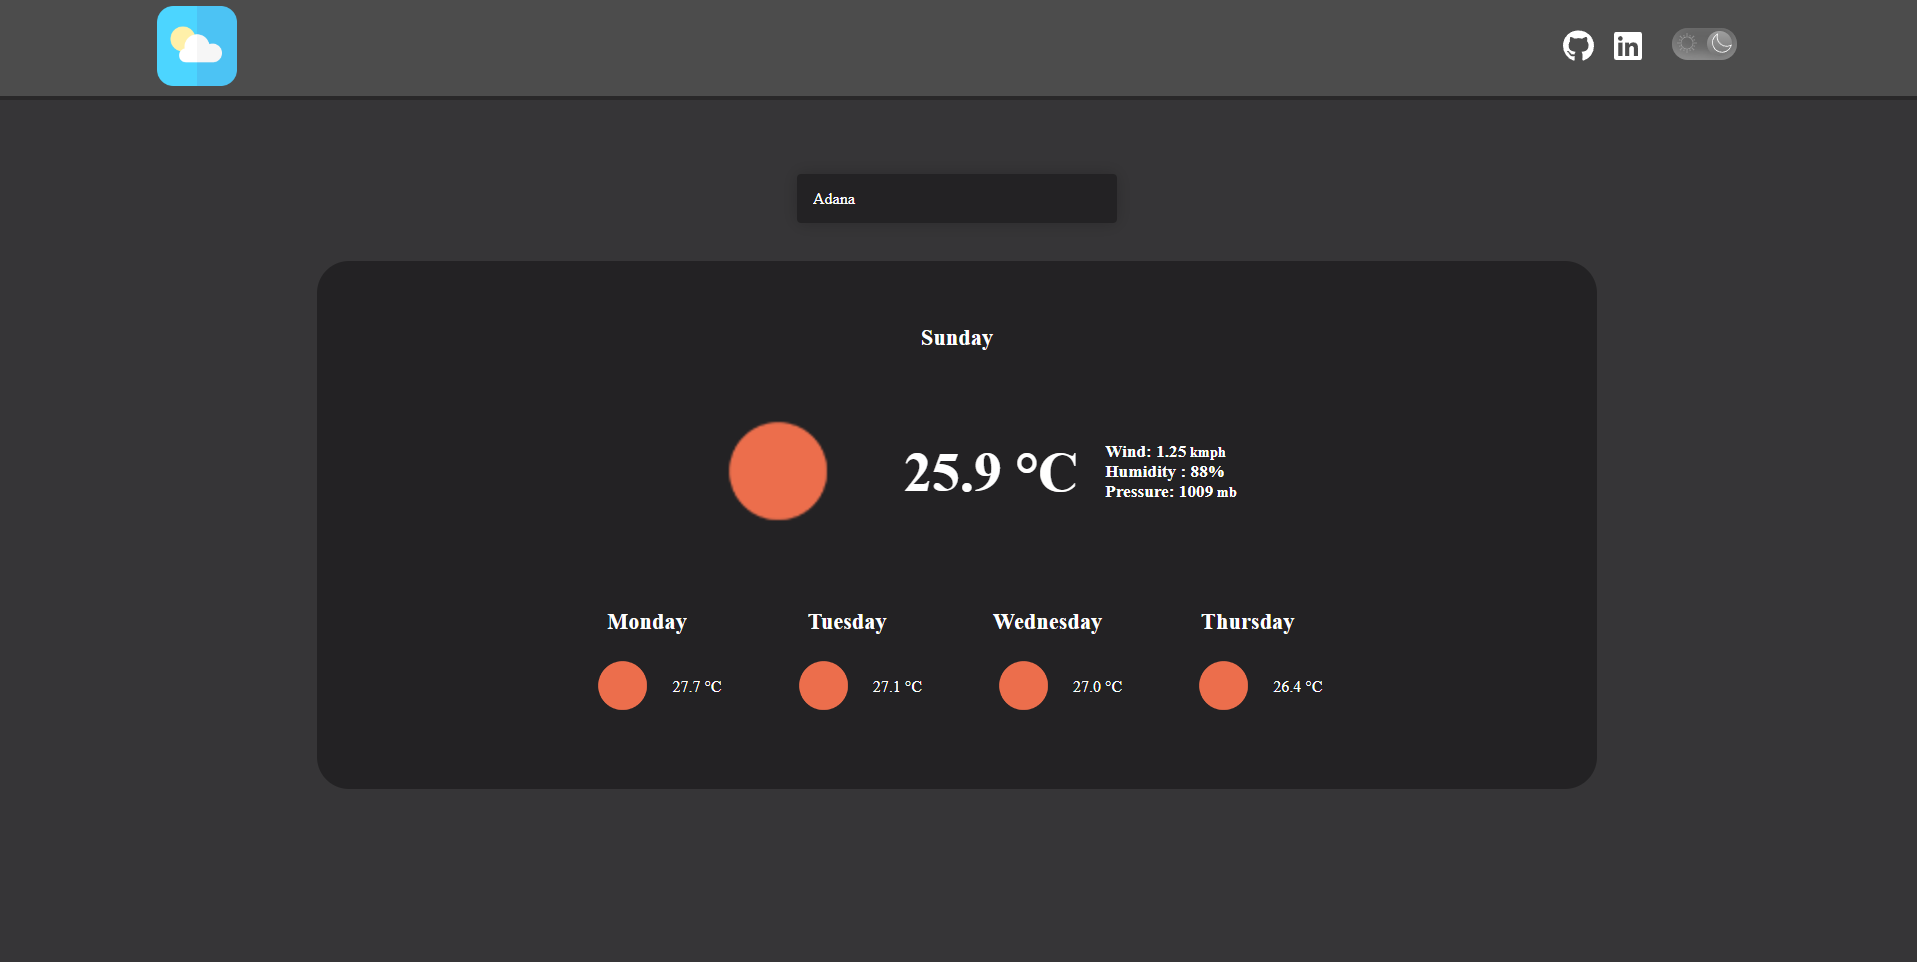 in
Adana
Sunday
25.9 °C
Wind: 1.25 kmph
Humidity : 88%
Pressure: 1009 mb
Monday
Tuesday
Wednesday
Thursday
27.7 °C
27.1 °C
27.0 °C
26.4 °C